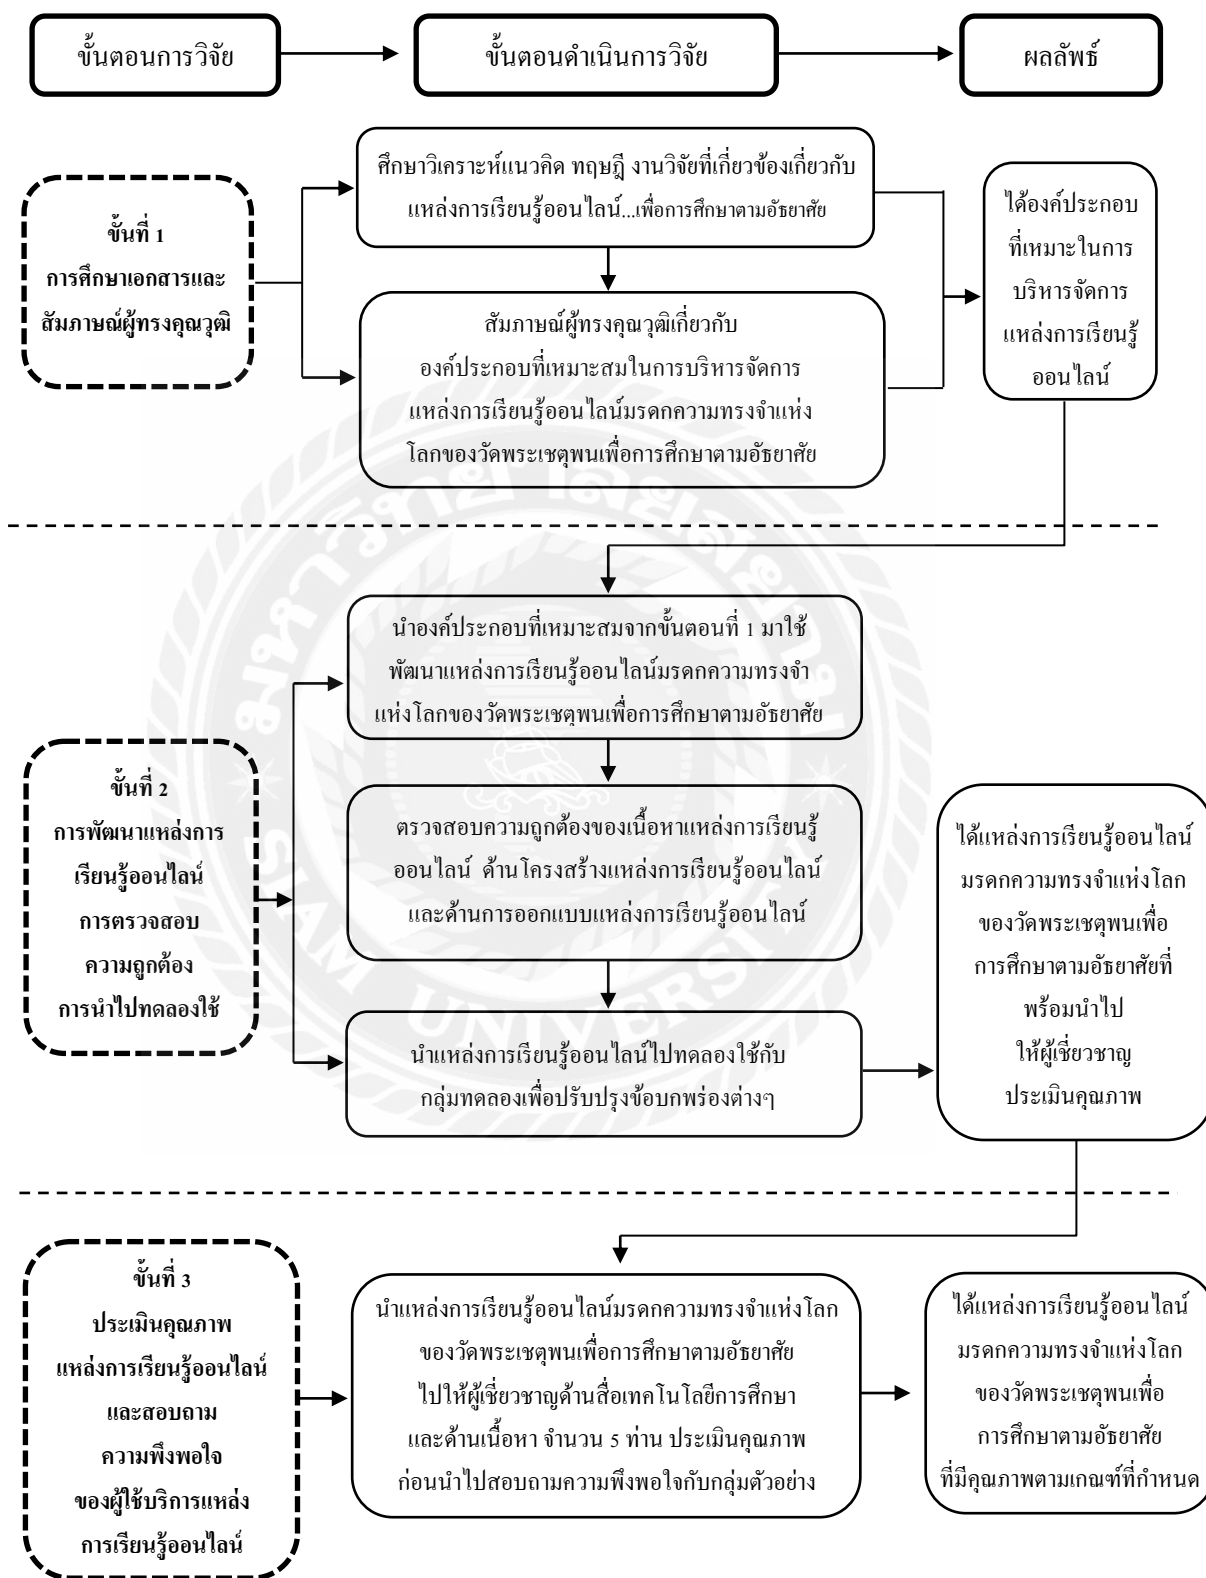 ขั้นตอนการวิจัย
ขั้นตอนดำเนินการวิจัย
ผลลัพธ์
ขั้นที่ 1
การศึกษาเอกสารและ
สัมภาษณ์ผู้ทรงคุณวุฒิ
ศึกษาวิเคราะห์แนวคิด ทฤษฎี งานวิจัยที่เกี่ยวข้องเกี่ยวกับ
แหล่งการเรียนรู้ออนไลน์...เพื่อการศึกษาตามอัธยาศัย
สัมภาษณ์ผู้ทรงคุณวุฒิเกี่ยวกับ
องค์ประกอบที่เหมาะสมในการบริหารจัดการ
แหล่งการเรียนรู้ออนไลน์มรดกความทรงจำแห่ง
โลกของวัดพระเชตุพนเพื่อการศึกษาตามอัธยาศัย
ได้องค์ประกอบ
ที่เหมาะในการ
บริหารจัดการ
แหล่งการเรียนรู้
ออนไลน์
ขั้นที่ 2
การพัฒนาแหล่งการ
เรียนรู้ออนไลน์
การตรวจสอบ
ความถูกต้อง
การนำไปทดลองใช้
นำองค์ประกอบที่เหมาะสมจากขั้นตอนที่ 1 มาใช้
พัฒนาแหล่งการเรียนรู้ออนไลน์มรดกความทรงจำ
แห่งโลกของวัดพระเชตุพนเพื่อการศึกษาตามอัธยาศัย
ตรวจสอบความถูกต้องของเนื้อหาแหล่งการเรียนรู้
ออนไลน์ ด้านโครงสร้างแหล่งการเรียนรู้ออนไลน์
และด้านการออกแบบแหล่งการเรียนรู้ออนไลน์
นำแหล่งการเรียนรู้ออนไลน์ไปทดลองใช้กับ
กลุ่มทดลองเพื่อปรับปรุงข้อบกพร่องต่างๆ
ได้แหล่งการเรียนรู้ออนไลน์
มรดกความทรงจำแห่งโลก
ของวัดพระเชตุพนเพื่อ
การศึกษาตามอัธยาศัยที่
พร้อมนำไป
ให้ผู้เชี่ยวชาญ
ประเมินคุณภาพ
ขั้นที่ 3
ประเมินคุณภาพ
แหล่งการเรียนรู้ออนไลน์
และสอบถาม
ความพึงพอใจ
ของผู้ใช้บริการแหล่ง
การเรียนรู้ออนไลน์
นำแหล่งการเรียนรู้ออนไลน์มรดกความทรงจำแห่งโลก
ของวัดพระเชตุพนเพื่อการศึกษาตามอัธยาศัย
ไปให้ผู้เชี่ยวชาญด้านสื่อเทคโนโลยีการศึกษา
และด้านเนื้อหา จำนวน 5 ท่าน ประเมินคุณภาพ
ก่อนนำไปสอบถามความพึงพอใจกับกลุ่มตัวอย่าง
ได้แหล่งการเรียนรู้ออนไลน์
มรดกความทรงจำแห่งโลก
ของวัดพระเชตุพนเพื่อ
การศึกษาตามอัธยาศัย
ที่มีคุณภาพตามเกณฑ์ที่กำหนด
มหาวิทยาลัยสยาม
SIAM UNIVERSITY